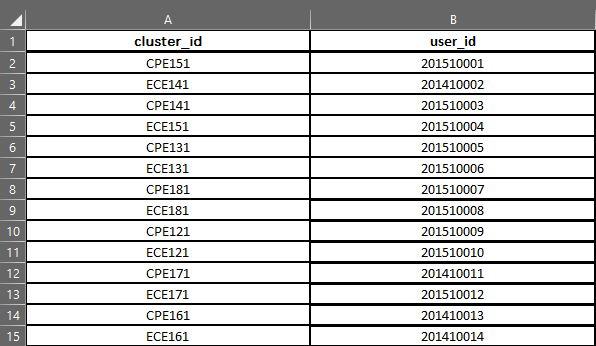 A B
1 cluster_id user_id
2 CPE151 201510001
3 ECE141 201410002
4 CPE141 201510003
5 ECE151 201510004
6 CPE131 201510005
7 ECE131 201510006
8 CPE181 201510007
9 ECE181 201510008
10 CPE121 201510009
11 ECE121 201510010
12 CPE171 201410011
13 ECE171 201510012
14 CPE161 201410013
15 ECE161 201410014